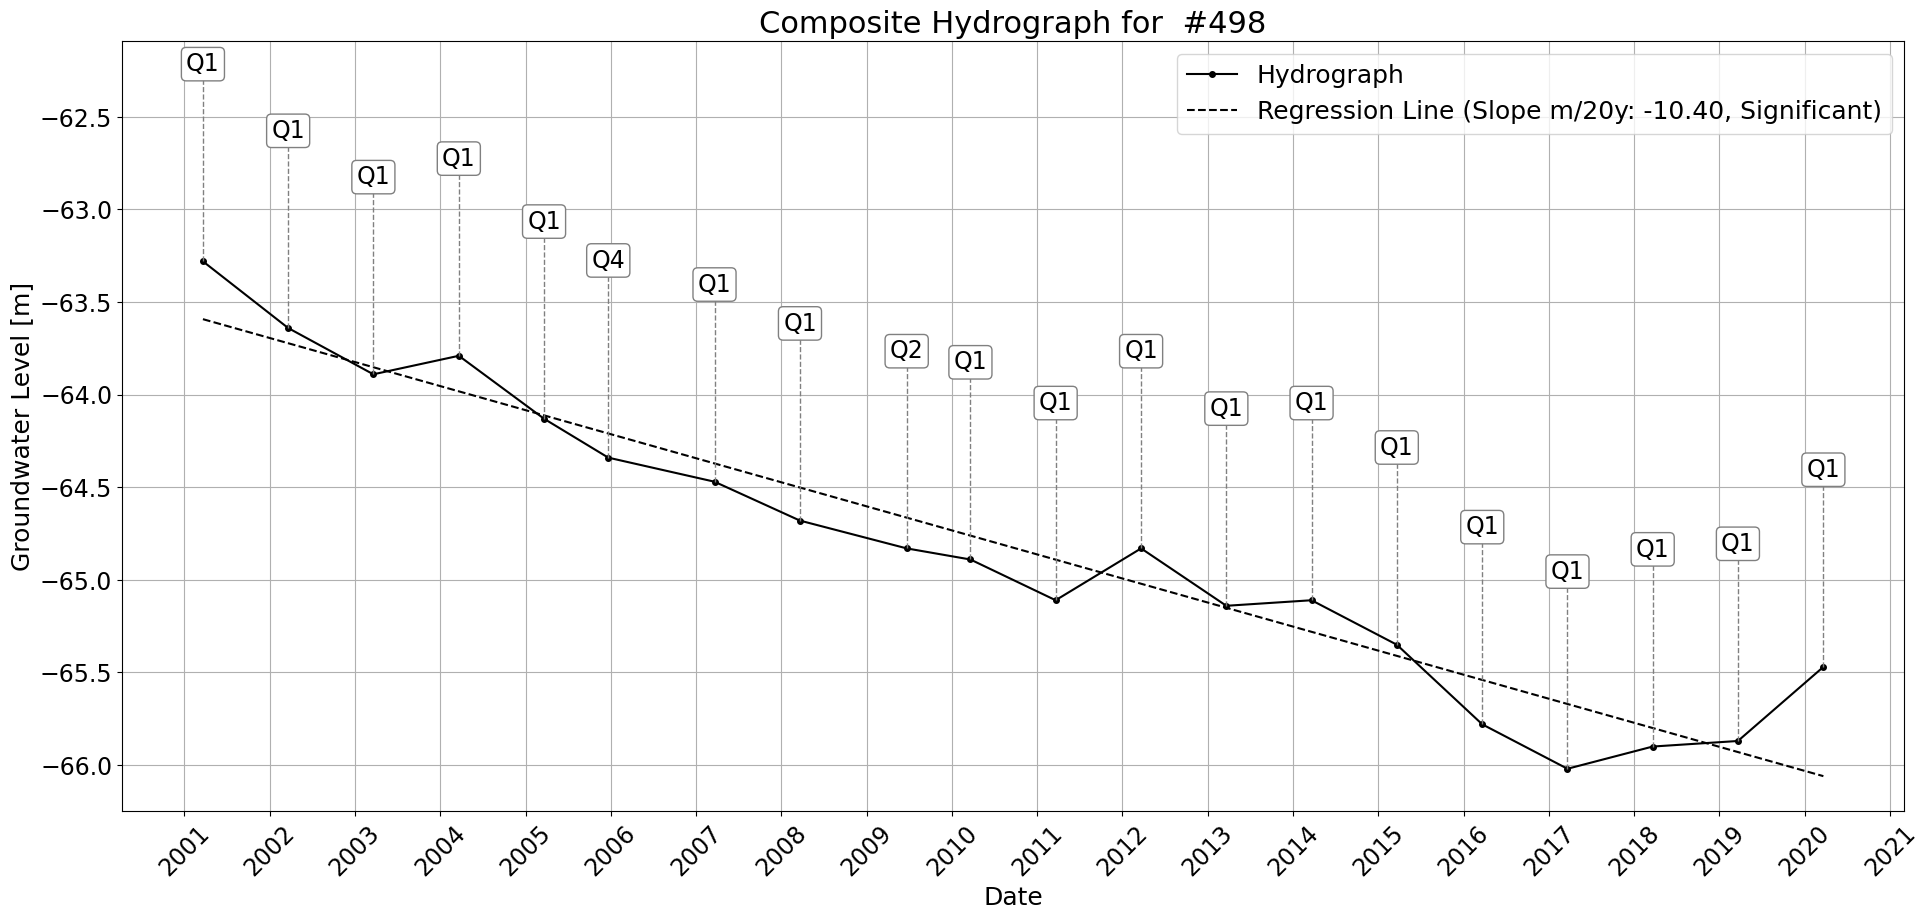 Composite Hydrograph for  #498
Hydrograph
Regression Line (Slope m/20y: -10.40, Significant)
Q1
Q1
Q1
Q1
Q1
Q4
Q1
Q1
Q2
Q1
Q1
Q1
Q1
Q1
Q1
Q1
Q1
Q1
Q1
Q1
Groundwater Level [m]
−62.5
−63.0
−63.5
−64.0
−64.5
−65.0
−65.5
−66.0
2001
2002
2003
2004
2005
2006
2007
2008
2009
2010
2011
2012
2013
2014
2015
2016
2017
2018
2019
2020
2021
Date